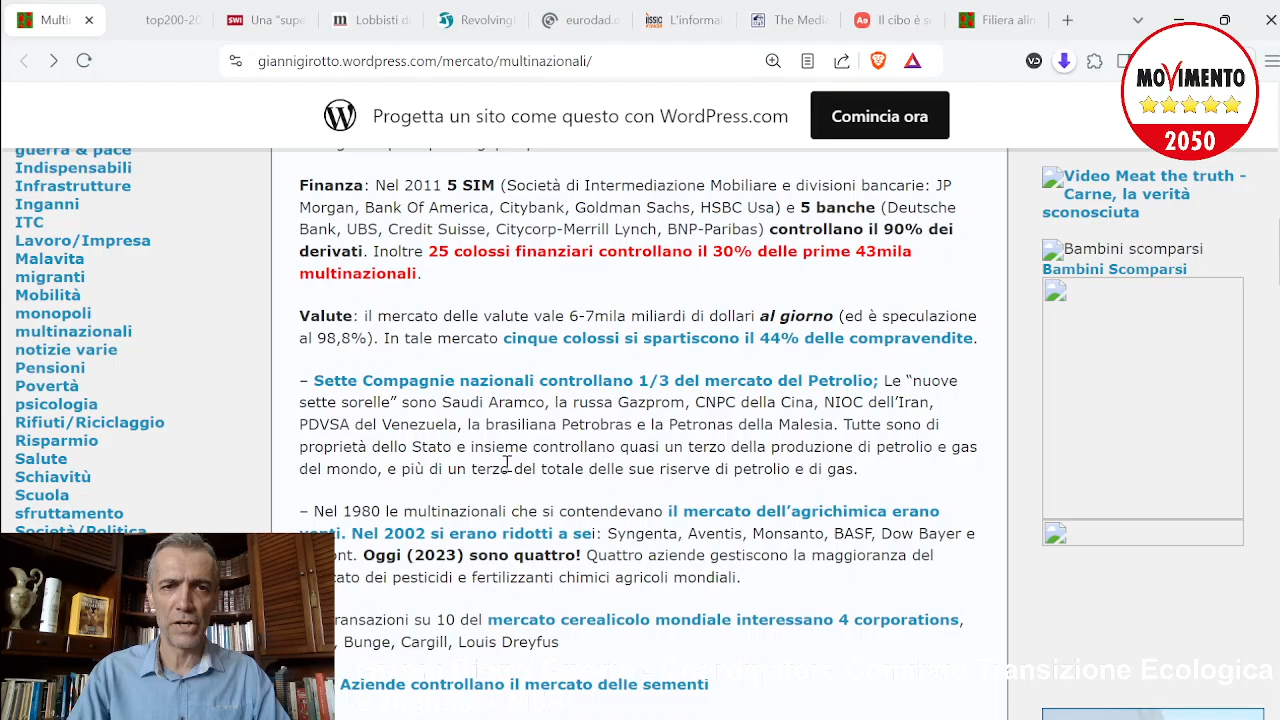 Multi
top200-20
SWI Una "supe
m Lobbisti d
Revolvingl
eurodad.o
L'informa
The Medi
Aә Il cibo è s
Filiera alin
giannigirotto.wordpress.com/mercato/multinazionali/
VD
MOVIMENTO
2050
Progetta un sito come questo con WordPress.com
Comincia ora
guerra & pace
Indispensabili
Infrastrutture
Inganni
ITC
Lavoro/Impresa
Malavita
migranti
Mobilità
monopoli
multinazionali
notizie varie
Pensioni
Povertà
psicologia
Rifiuti/Riciclaggio
Risparmio
Salute
Schiavitù
Scuola
sfruttamento
Società/Politica
Finanza: Nel 2011 5 SIM (Società di Intermediazione Mobiliare e divisioni bancarie: JP
Morgan, Bank Of America, Citybank, Goldman Sachs, HSBC Usa) e 5 banche (Deutsche
Bank, UBS, Credit Suisse, Citycorp-Merrill Lynch, BNP-Paribas) controllano il 90% dei
derivati. Inoltre 25 colossi finanziari controllano il 30% delle prime 43mila
multinazionali.
Valute: il mercato delle valute vale 6-7mila miliardi di dollari al giorno (ed è speculazione
al 98,8%). In tale mercato cinque colossi si spartiscono il 44% delle compravendite.
– Sette Compagnie nazionali controllano 1/3 del mercato del Petrolio; Le “nuove
sette sorelle” sono Saudi Aramco, la russa Gazprom, CNPC della Cina, NIOC dell’Iran,
PDVSA del Venezuela, la brasiliana Petrobras e la Petronas della Malesia. Tutte sono di
proprietà dello Stato e insieme controllano quasi un terzo della produzione di petrolio e gas
del mondo, e più di un terzo del totale delle sue riserve di petrolio e di gas.
– Nel 1980 le multinazionali che si contendevano il mercato dell’agrichimica erano
venti. Nel 2002 si erano ridotti a sei: Syngenta, Aventis, Monsanto, BASF, Dow Bayer e
ont. Oggi (2023) sono quattro! Quattro aziende gestiscono la maggioranza del
ato dei pesticidi e fertilizzanti chimici agricoli mondiali.
ransazioni su 10 del mercato cerealicolo mondiale interessano 4 corporations,
, Bunge, Cargill, Louis Dreyfus
Aziende controllano il mercato delle sementi
Video Meat the truth -
Carne, la verità
sconosciuta
Bambini scomparsi
Bambini Scomparsi
Transizione Ecologica